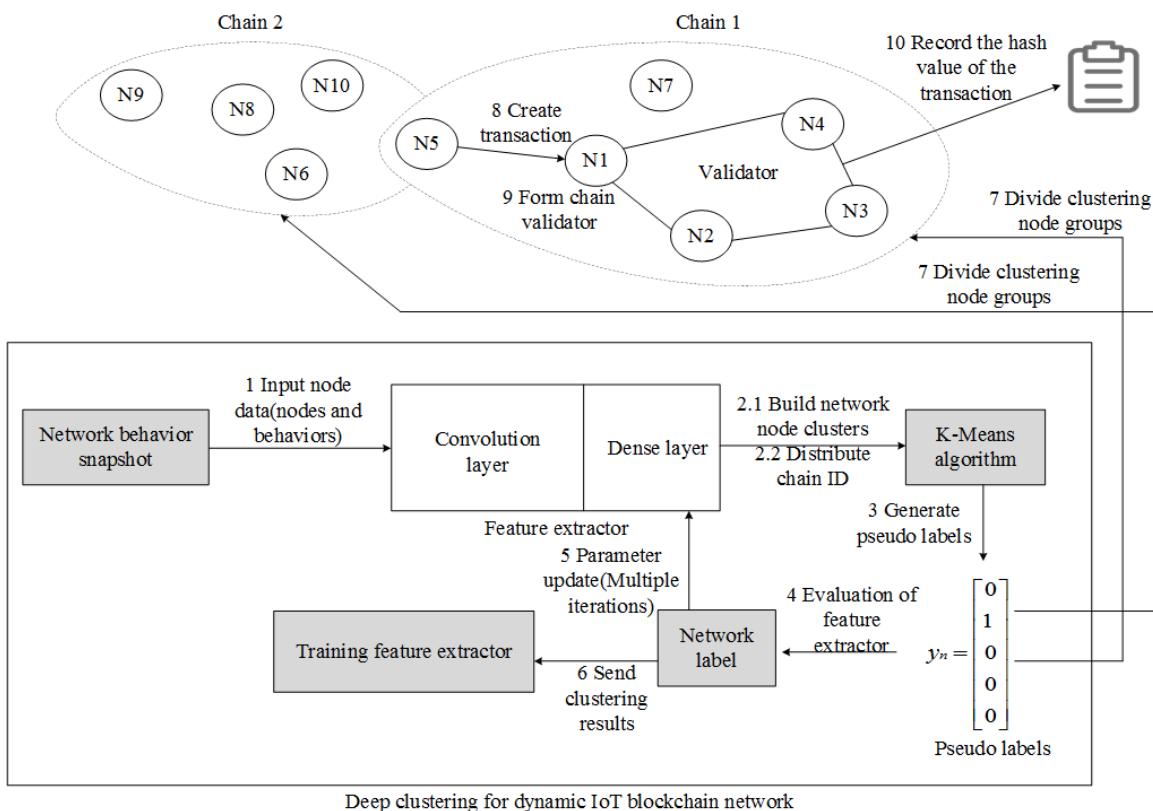 Chain 2
Chain 1
10 Record the hash
value of the
transaction
N9
N8
N10
N6
N7
N5
8 Create
transaction
N1
N4
Validator
9 Form chain
validator
N2
N3
7 Divide clustering
node groups
7 Divide clustering
node groups
1 Input node
data(nodes and
behaviors)
Network behavior
snapshot
Convolution
layer
Dense layer
Feature extractor
2.1 Build network
node clusters
2.2 Distribute
chain ID
K-Means
algorithm
3 Generate
pseudo labels
5 Parameter
update(Multiple
iterations)
4 Evaluation of
feature
extractor
Training feature extractor
Network
label
6 Send
clustering
results
yn =
0
1
0
0
0
Pseudo labels
Deep clustering for dynamic IoT blockchain network